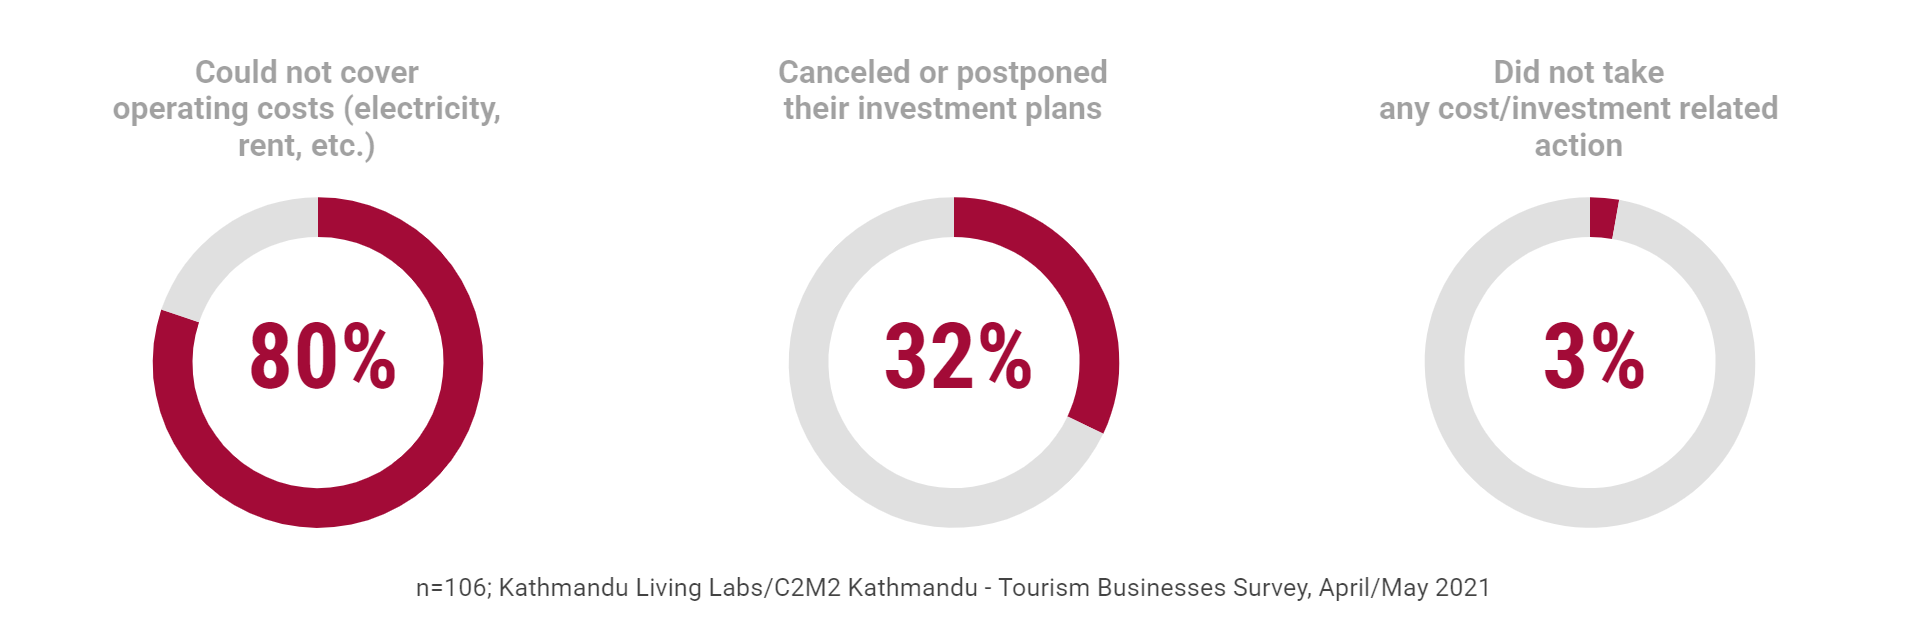 Could not cover
operating costs (electricity,
rent, etc.)
80%
Canceled or postponed
their investment plans
32%
Did not take
any cost/investment related
action
3%
n=106; Kathmandu Living Labs/C2M2 Kathmandu - Tourism Businesses Survey, April/May 2021